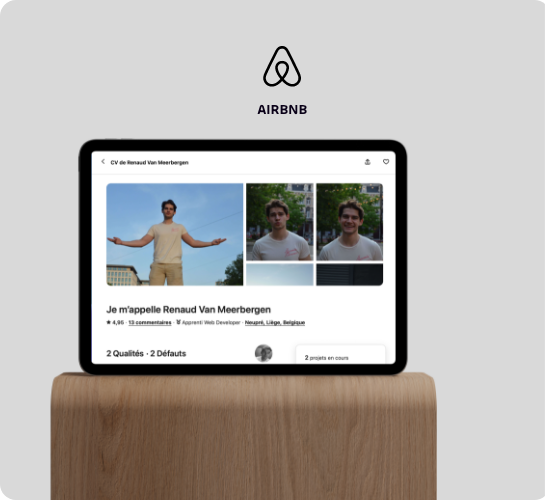 AIRBNB
CV de Renaud Van Meerbergen
Je m'appelle Renaud Van Meerbergen
★ 4,95 · 13 commentaires · Apprenti Web Developer · Neupré, Liège, Belgique
2 Qualités · 2 Défauts
2 projets en cours